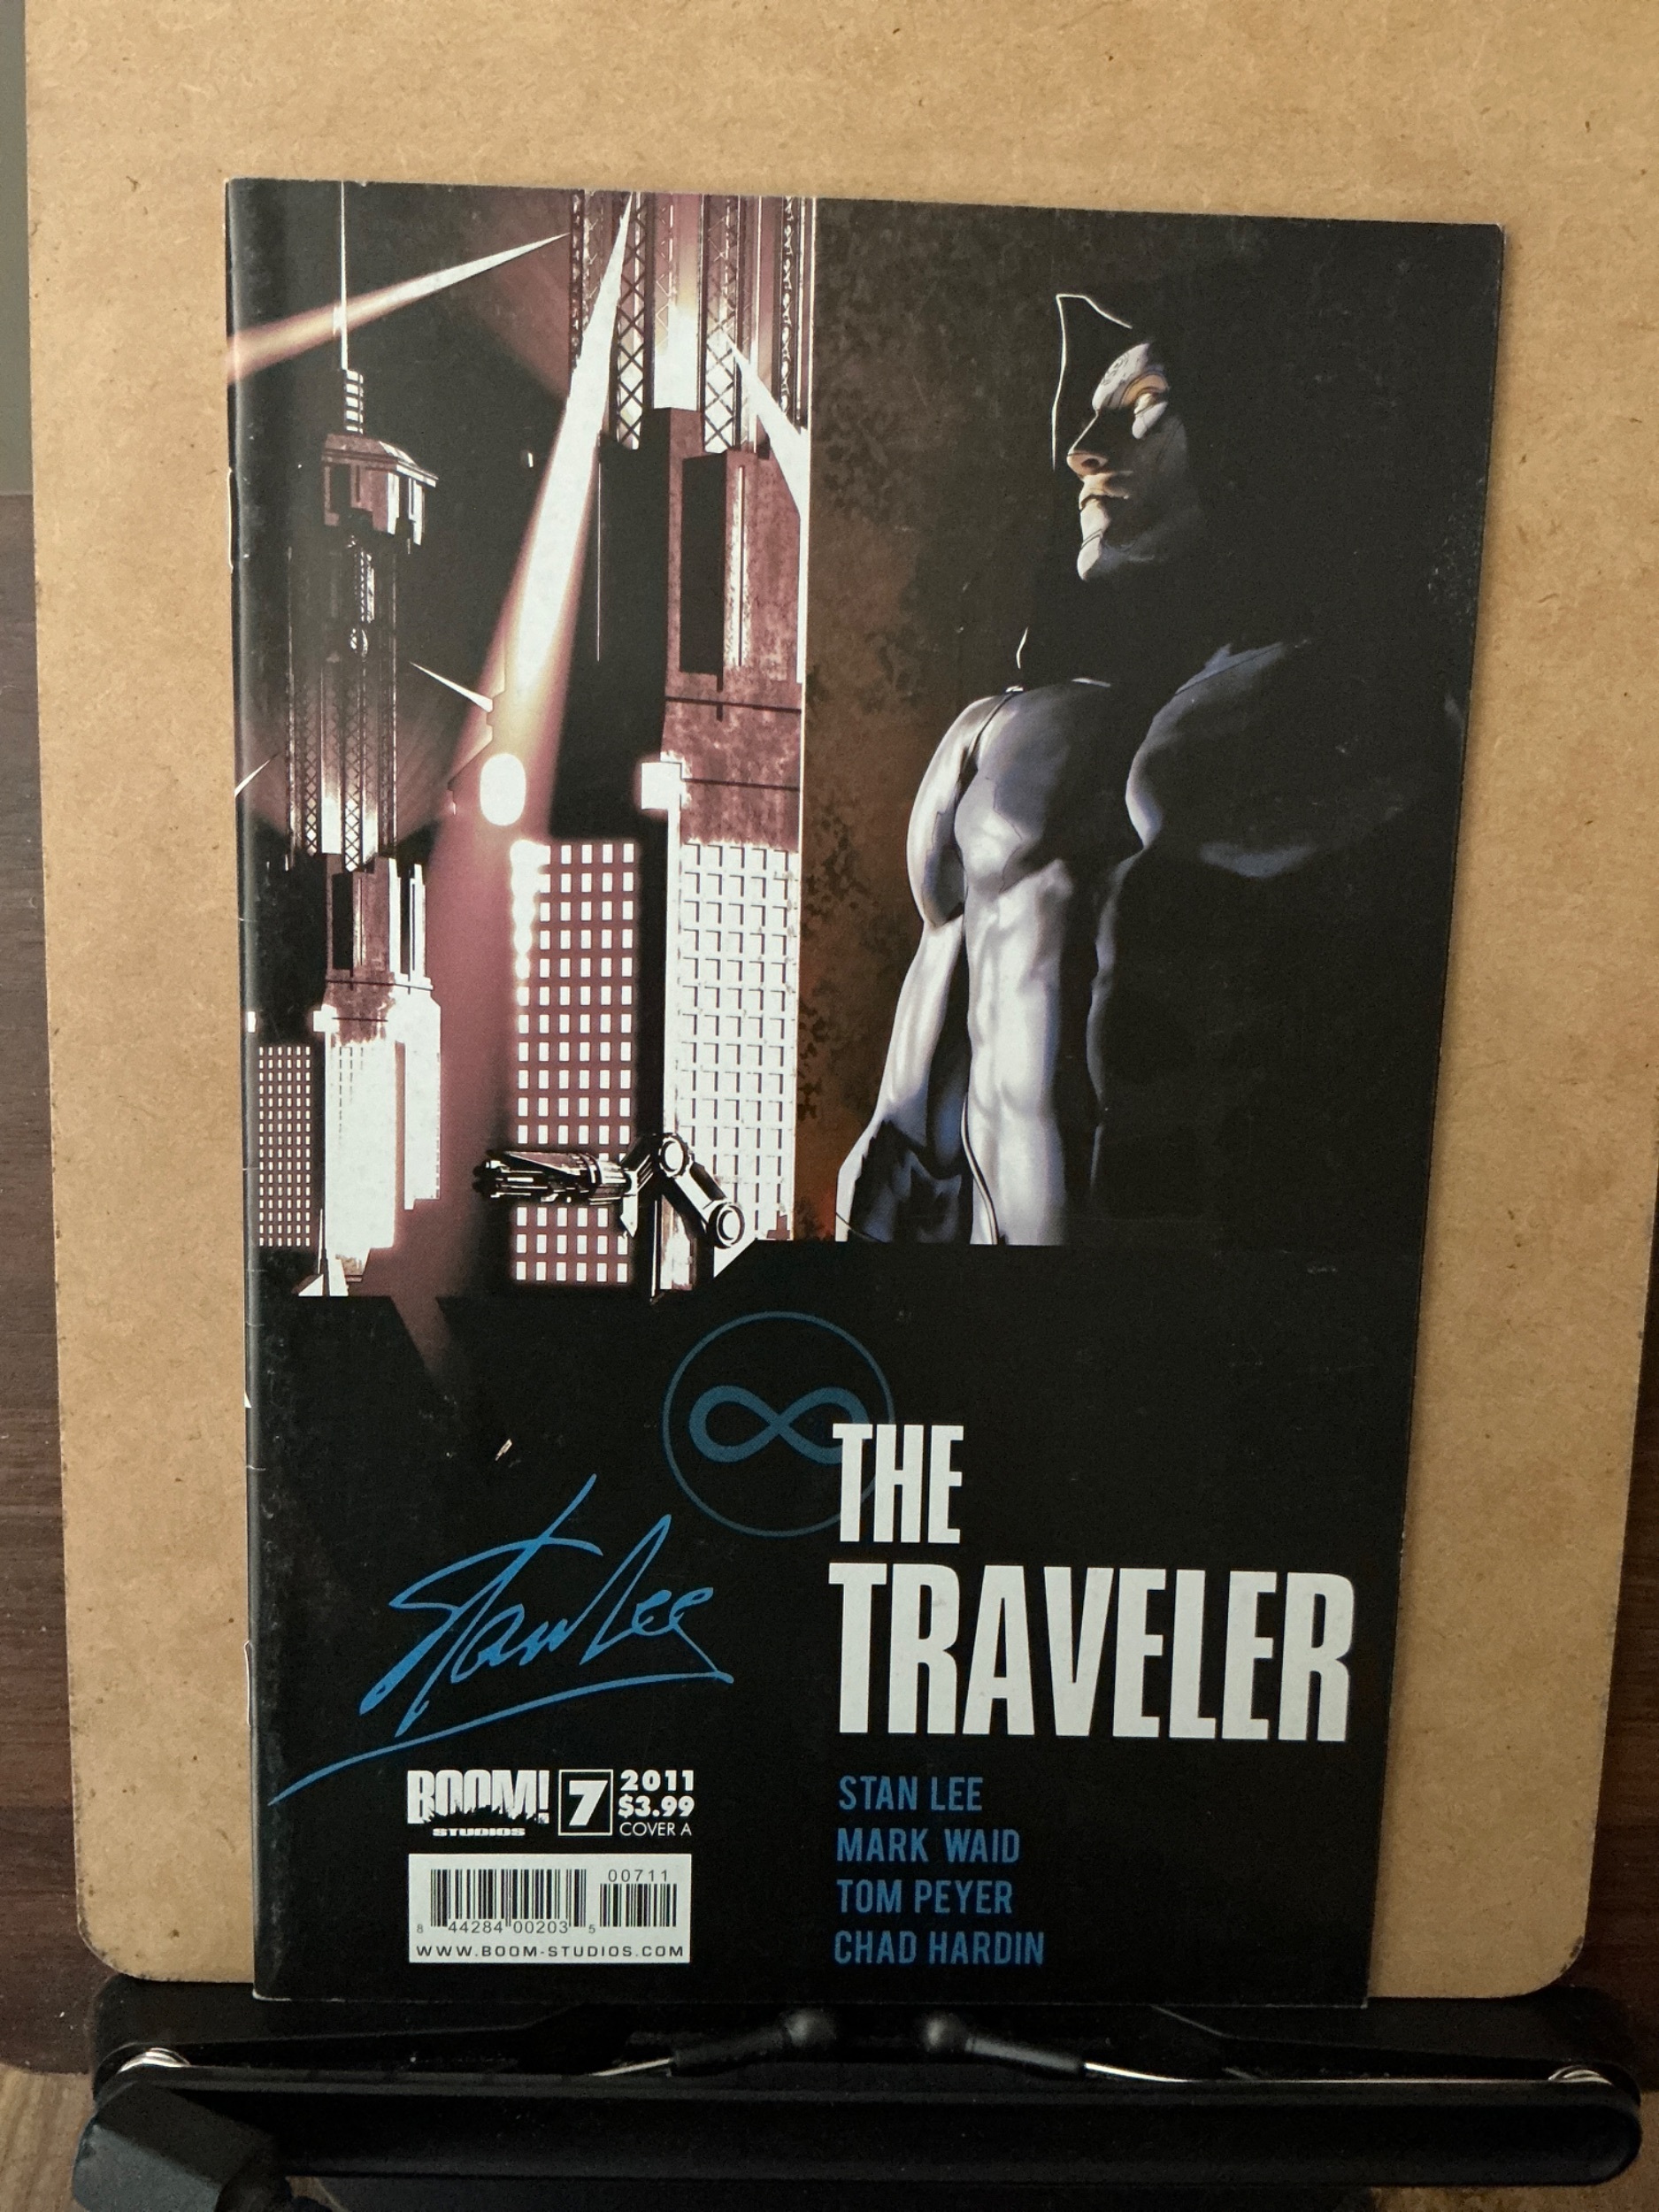 THE
TRAVELER
Stan Lee
BOOM!
STUDIOS
7
2011
$3.99
COVER A
00711
8 44284 00203 5
WWW.BOOM-STUDIOS.COM
STAN LEE
MARK WAID
TOM PEYER
CHAD HARDIN